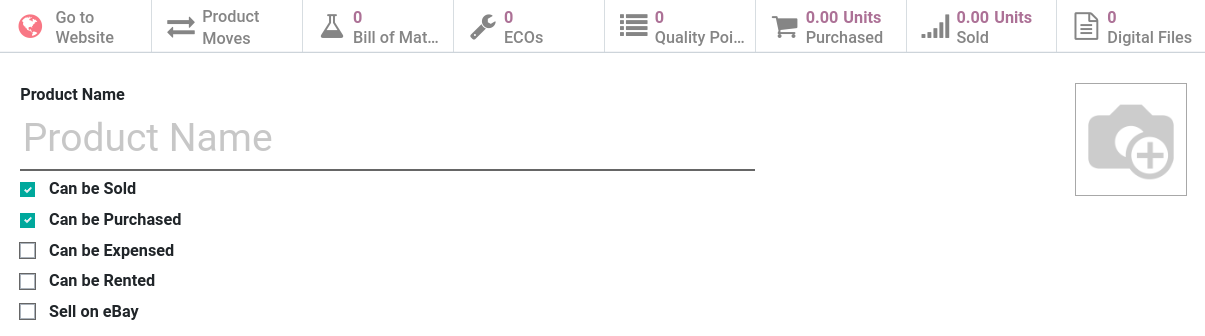 Go to
Website
Product
Moves
0
Bill of Mat...
0
ECOs
0
Quality Poi...
0.00 Units
Purchased
0.00 Units
Sold
0
Digital Files
Product Name
Product Name
Can be Sold
Can be Purchased
Can be Expensed
Can be Rented
Sell on eBay